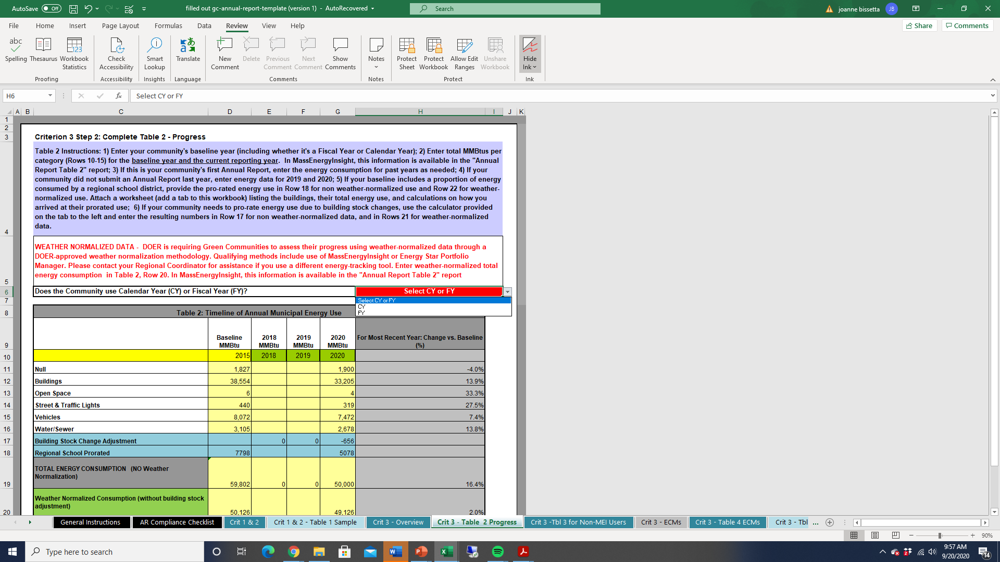 AutoSave Off filled out gc-annual-report-template (version 1) - AutoRecovered Search joanne bissetta JB
File Home Insert Page Layout Formulas Data Review View Help Share Comments
Spelling Thesaurus Workbook Statistics Check Accessibility Smart Lookup Translate New Comment Delete Previous Comment Next Comment Show Comments Notes Protect Sheet Protect Workbook Allow Edit Ranges Unshare Workbook Hide Ink
Proofing Accessibility Insights Language Comments Notes Protect Ink
H6 fx Select CY or FY
A B C D E F G H I J K
1
2
3 Criterion 3 Step 2: Complete Table 2 - Progress
Table 2 Instructions: 1) Enter your community's baseline year (including whether it's a Fiscal Year or Calendar Year); 2) Enter total MMBtus per
category (Rows 10-15) for the baseline year and the current reporting year. In MassEnergyInsight, this information is available in the "Annual
Report Table 2" report; 3) If this is your community's first Annual Report, enter the energy consumption for past years as needed; 4) If your
community did not submit an Annual Report last year, enter energy data for 2019 and 2020; 5) If your baseline includes a proportion of energy
consumed by a regional school district, provide the pro-rated energy use in Row 18 for non weather-normalized use and Row 22 for weather-
normalized use. Attach a worksheet (add a tab to this workbook) listing the buildings, their total energy use, and calculations on how you
arrived at their prorated use; 6) If your community needs to pro-rate energy use due to building stock changes, use the calculator provided
on the tab to the left and enter the resulting numbers in Row 17 for non weather-normalized data, and in Rows 21 for weather-normalized
data.
4
WEATHER NORMALIZED DATA - DOER is requiring Green Communities to assess their progress using weather-normalized data through a
DOER-approved weather normalization methodology. Qualifying methods include use of MassEnergyInsight or Energy Star Portfolio
Manager. Please contact your Regional Coordinator for assistance if you use a different energy-tracking tool. Enter weather-normalized total
energy consumption in Table 2, Row 20. In MassEnergyInsight, this information is available in the "Annual Report Table 2" report
5
6 Does the Community use Calendar Year (CY) or Fiscal Year (FY)? Select CY or FY
7 Select CY or FY
CY
FY
8 Table 2: Timeline of Annual Municipal Energy Use
9 Baseline MMBtu 2018 MMBtu 2019 MMBtu 2020 MMBtu For Most Recent Year: Change vs. Baseline (%)
10 2015 2018 2019 2020
11 Null 1,827 1,900 -4.0%
12 Buildings 38,554 33,205 13.9%
13 Open Space 6 4 33.3%
14 Street & Traffic Lights 440 319 27.5%
15 Vehicles 8,072 7,472 7.4%
16 Water/Sewer 3,105 2,678 13.8%
17 Building Stock Change Adjustment 0 0 -656
18 Regional School Prorated 7798 5078
19 TOTAL ENERGY CONSUMPTION (NO Weather Normalization) 59,802 0 0 50,000 16.4%
20 Weather Normalized Consumption (without building stock adjustment) 50,126 49,126 2.0%
General Instructions AR Compliance Checklist Crit 1 & 2 Crit 1 & 2 - Table 1 Sample Crit 3 - Overview Crit 3 - Table 2 Progress Crit 3 -Tbl 3 for Non-MEI Users Crit 3 - ECMs Crit 3 - Table 4 ECMs Crit 3 - Tbl ...
90%
Type here to search 9:57 AM
9/20/2020 14